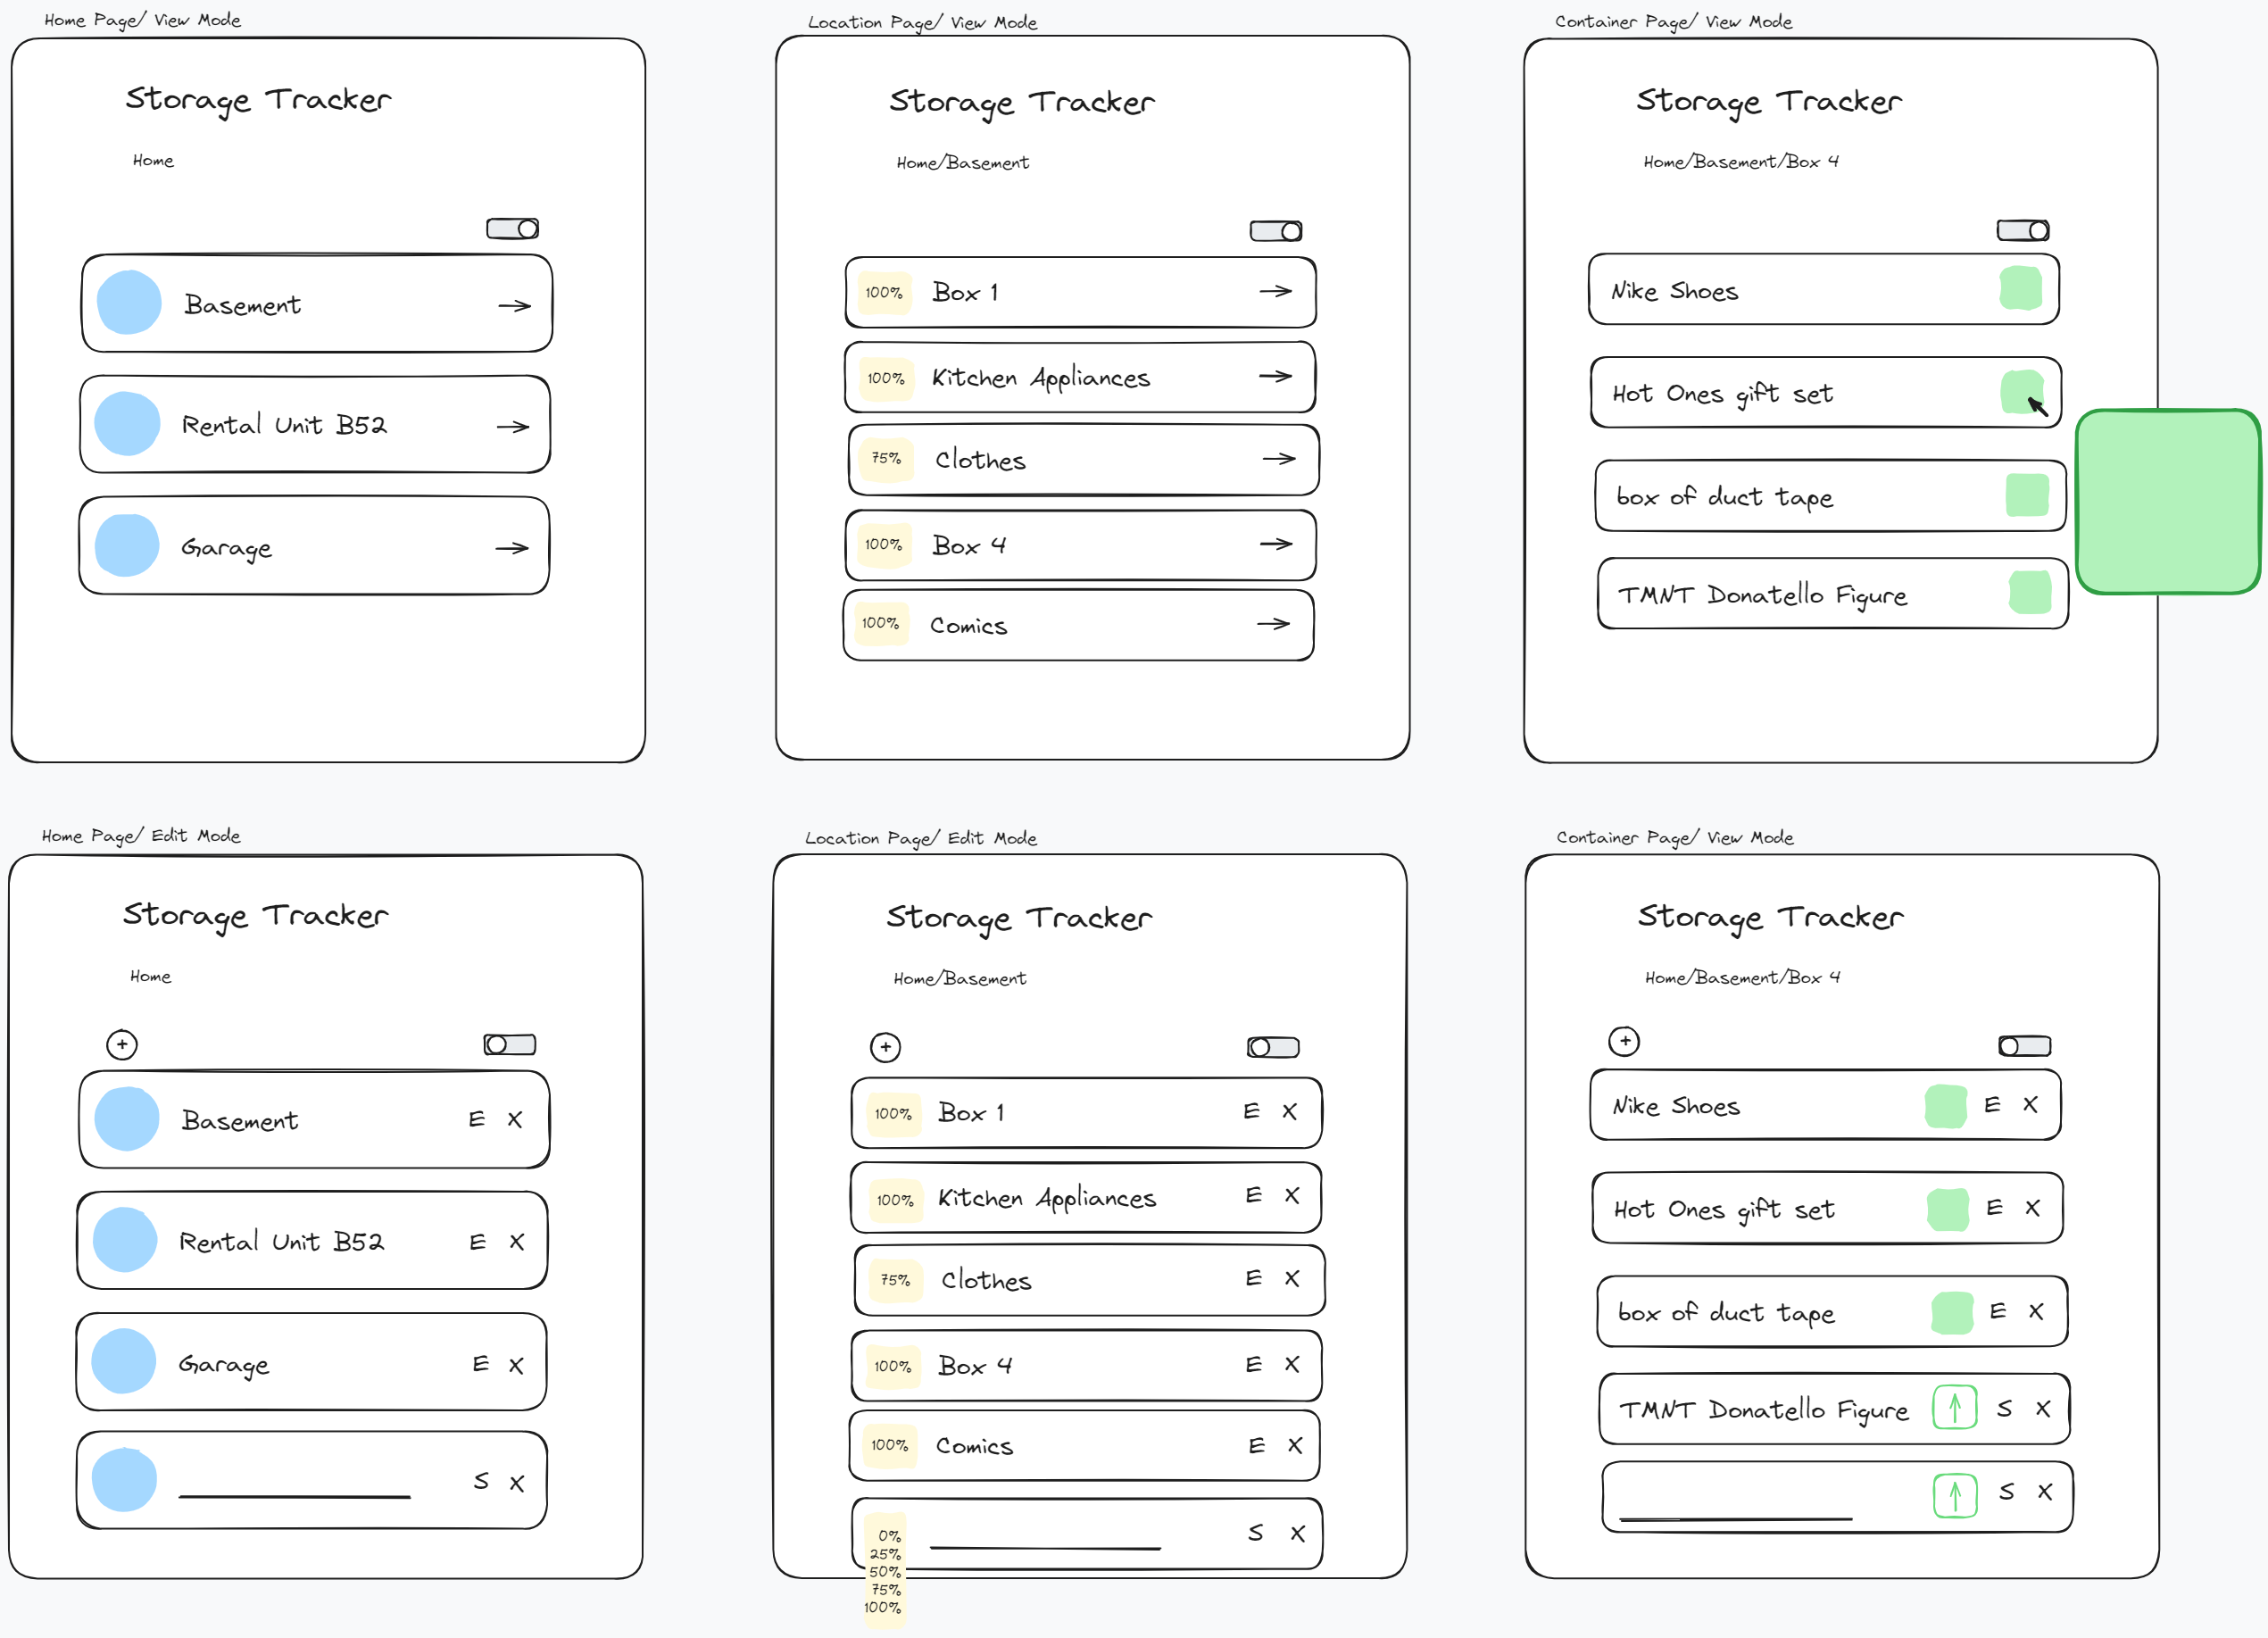 Home Page/ View Mode
Storage Tracker
Home
Basement
Rental Unit B52
Garage
Location Page/ View Mode
Storage Tracker
Home/Basement
100% Box 1
100% Kitchen Appliances
75% Clothes
100% Box 4
100% Comics
Container Page/ View Mode
Storage Tracker
Home/Basement/Box 4
Nike Shoes
Hot Ones gift set
box of duct tape
TMNT Donatello Figure
Home Page/ Edit Mode
Storage Tracker
Home
+
Basement E X
Rental Unit B52 E X
Garage E X
S X
Location Page/ Edit Mode
Storage Tracker
Home/Basement
+
100% Box 1 E X
100% Kitchen Appliances E X
75% Clothes E X
100% Box 4 E X
100% Comics E X
0% S X
25%
50%
75%
100%
Container Page/ View Mode
Storage Tracker
Home/Basement/Box 4
+
Nike Shoes E X
Hot Ones gift set E X
box of duct tape E X
TMNT Donatello Figure S X
S X